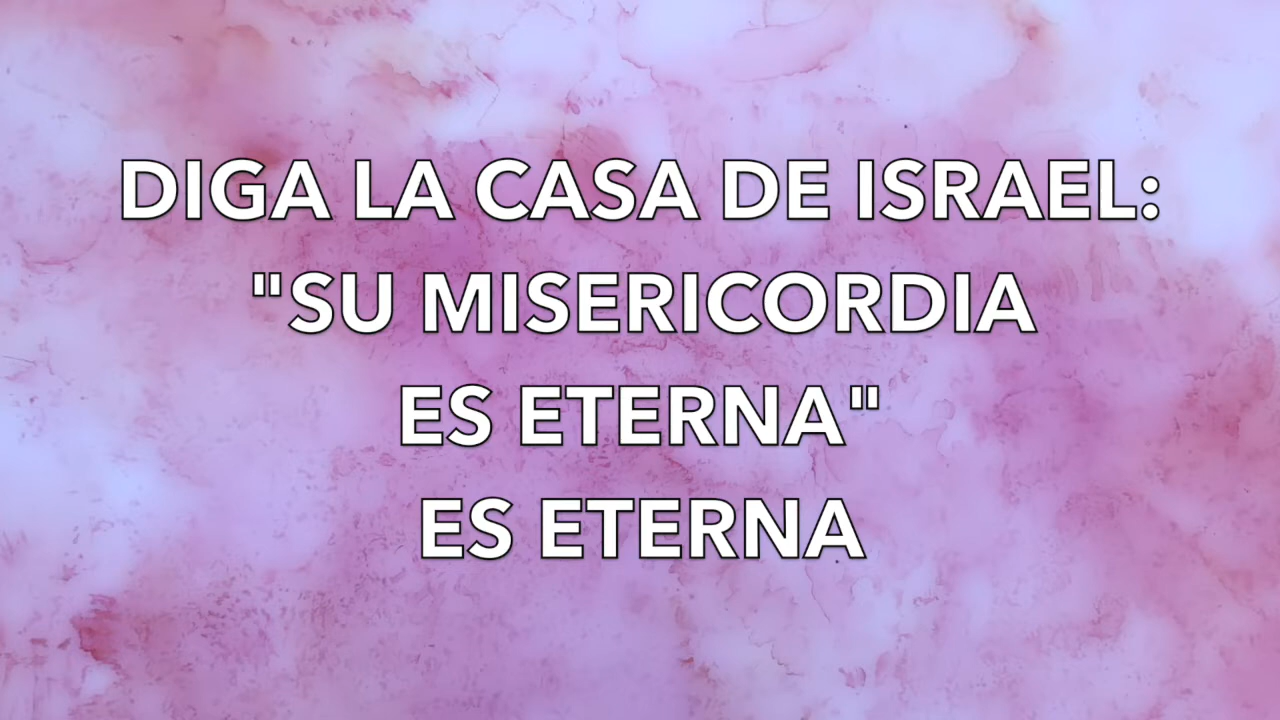 DIGA LA CASA DE ISRAEL:
"SU MISERICORDIA
ES ETERNA"
ES ETERNA